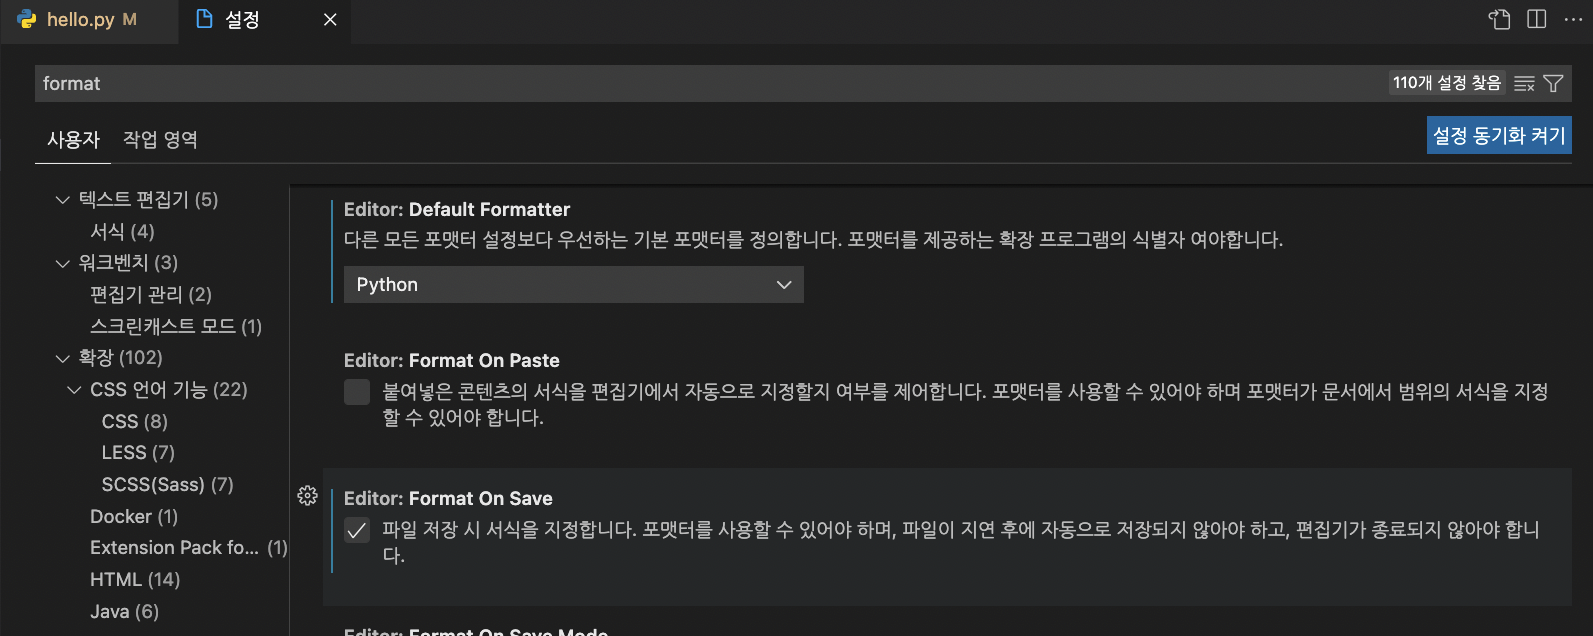 hello.py M
설정
format
110개 설정 찾음
사용자 작업 영역
설정 동기화 켜기
텍스트 편집기 (5)
서식 (4)
워크벤치 (3)
편집기 관리 (2)
스크린캐스트 모드 (1)
확장 (102)
CSS 언어 기능 (22)
CSS (8)
LESS (7)
SCSS(Sass) (7)
Docker (1)
Extension Pack fo... (1)
HTML (14)
Java (6)
Editor: Default Formatter
다른 모든 포맷터 설정보다 우선하는 기본 포맷터를 정의합니다. 포맷터를 제공하는 확장 프로그램의 식별자 여야합니다.
Python
Editor: Format On Paste
붙여넣은 콘텐츠의 서식을 편집기에서 자동으로 지정할지 여부를 제어합니다. 포맷터를 사용할 수 있어야 하며 포맷터가 문서에서 범위의 서식을 지정
할 수 있어야 합니다.
Editor: Format On Save
파일 저장 시 서식을 지정합니다. 포맷터를 사용할 수 있어야 하며, 파일이 지연 후에 자동으로 저장되지 않아야 하고, 편집기가 종료되지 않아야 합니
다.
Editor: Format On Save Mode